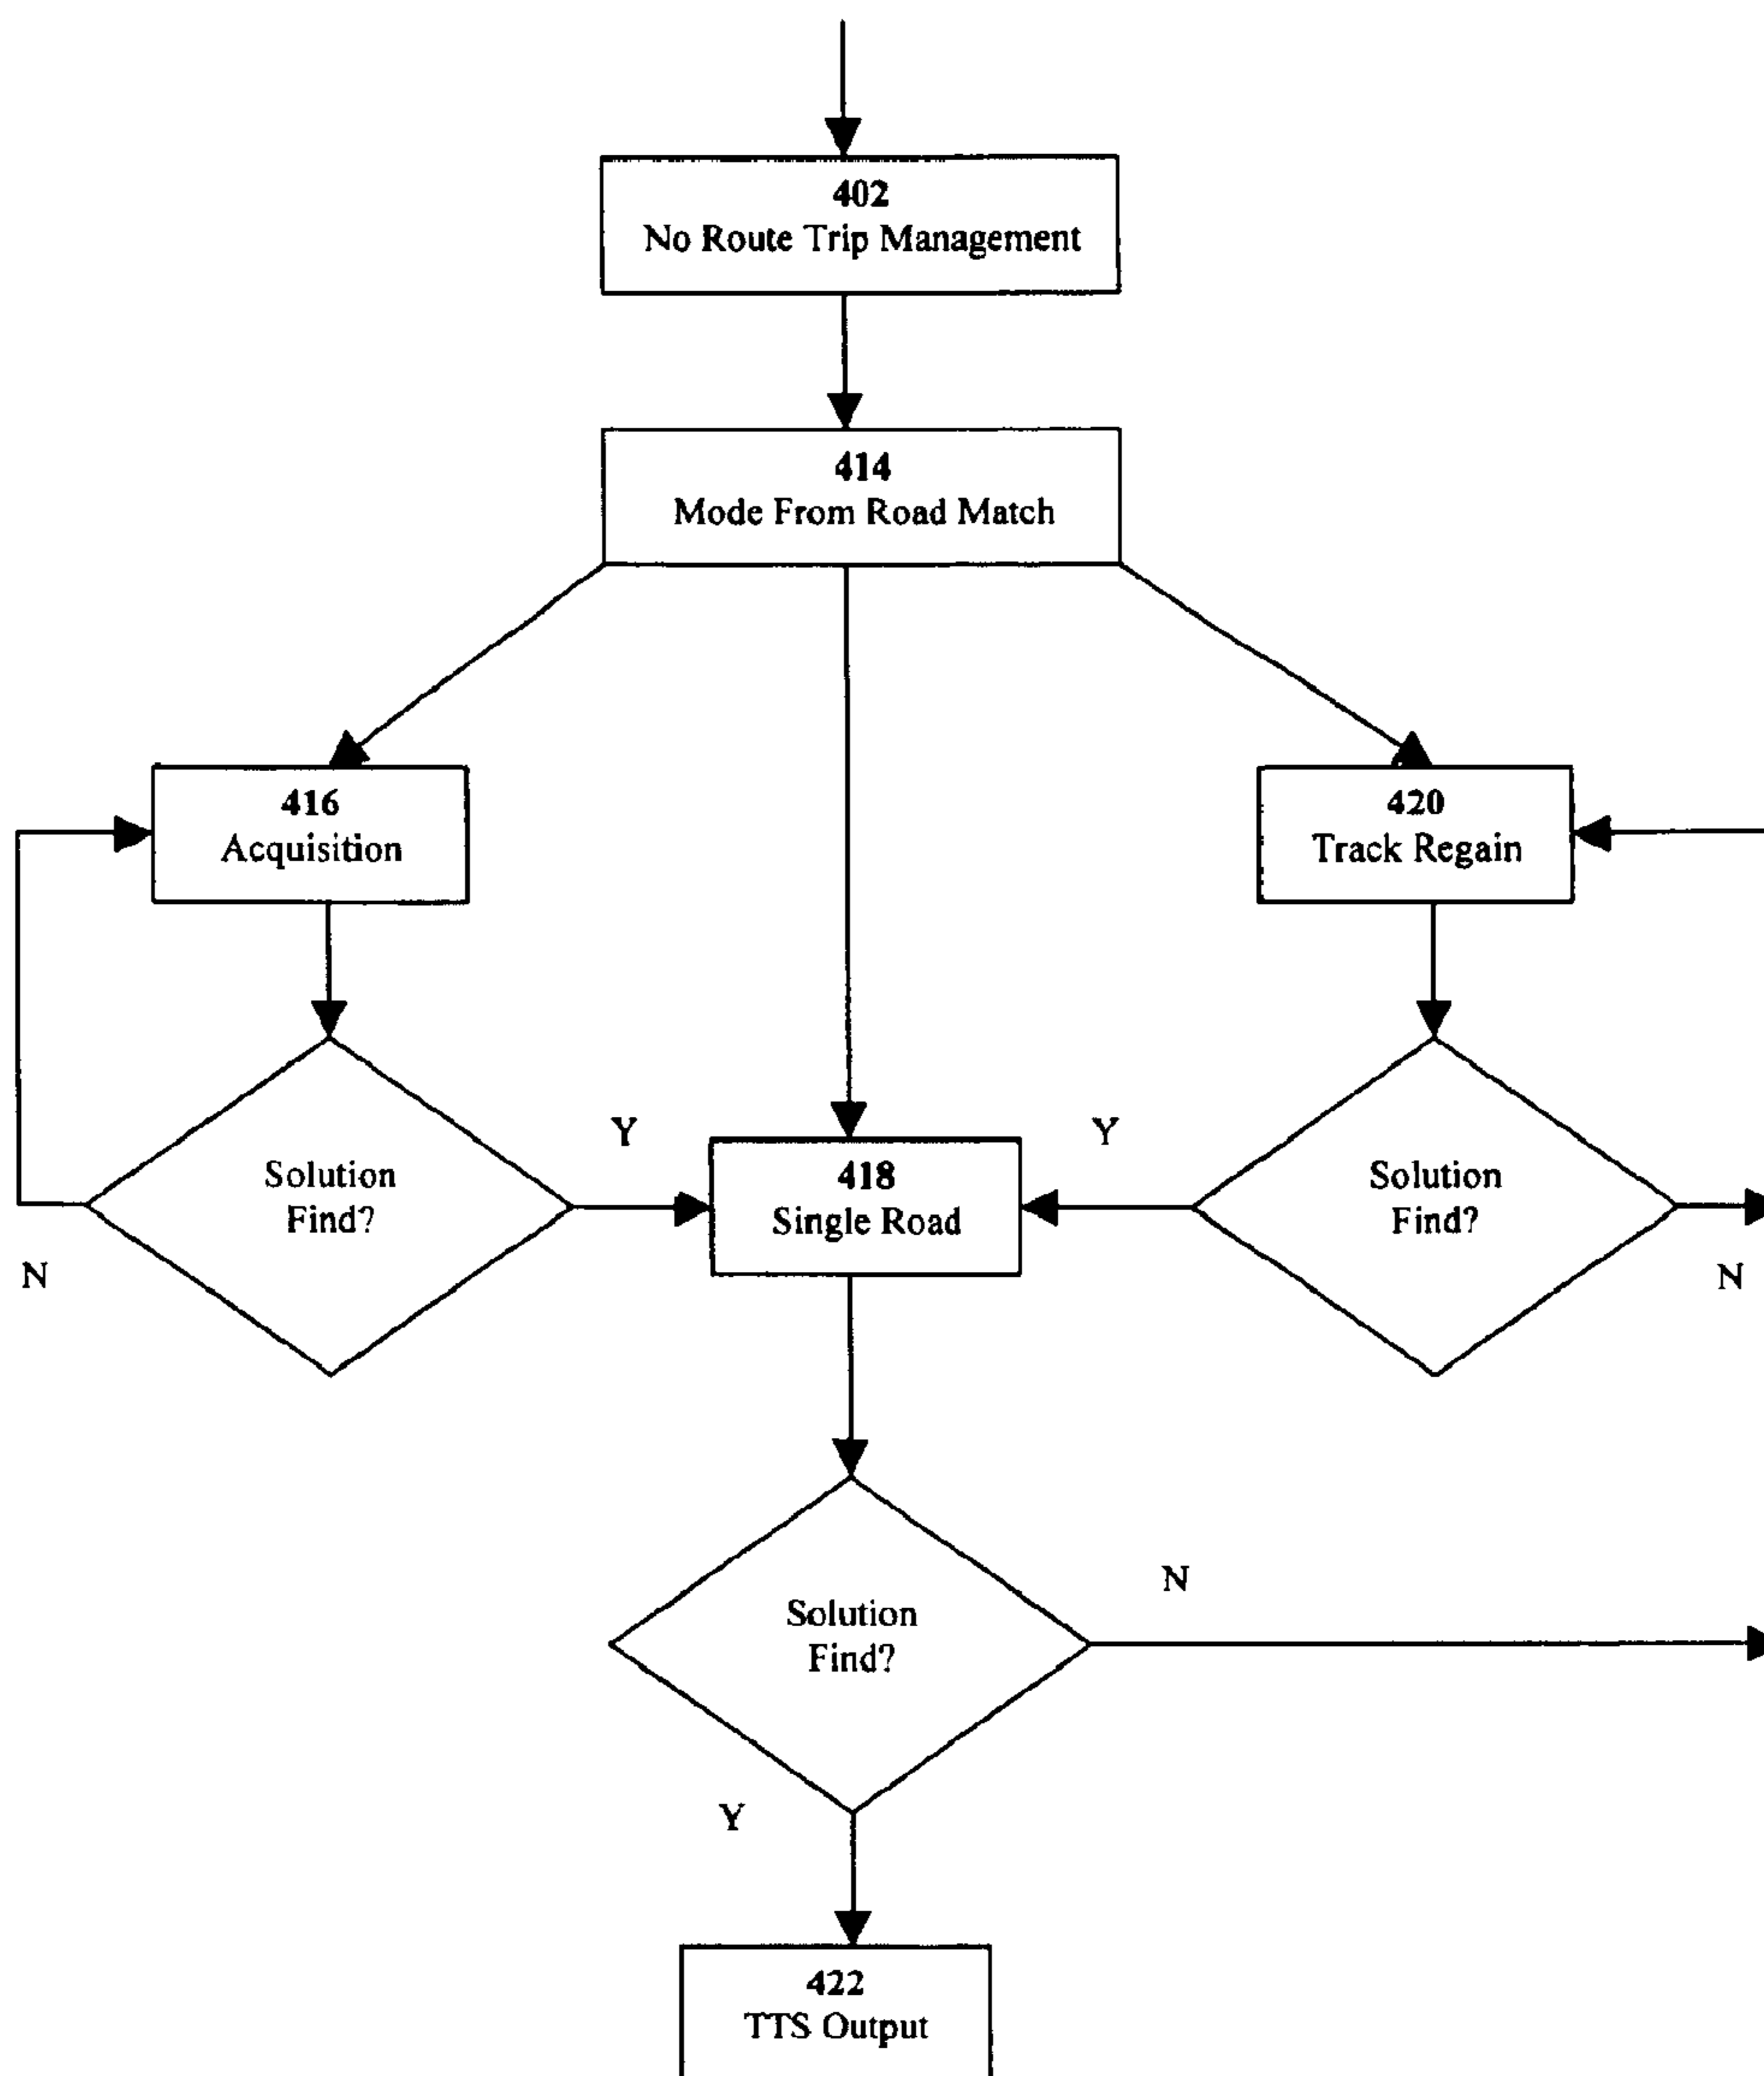 402
No Route Trip Management
414
Mode From Road Match
416
Acquisition
420
Track Regain
Y
Y
Solution
Find?
418
Single Road
Solution
Find?
N
N
N
Solution
Find?
Y
422
TTS Output